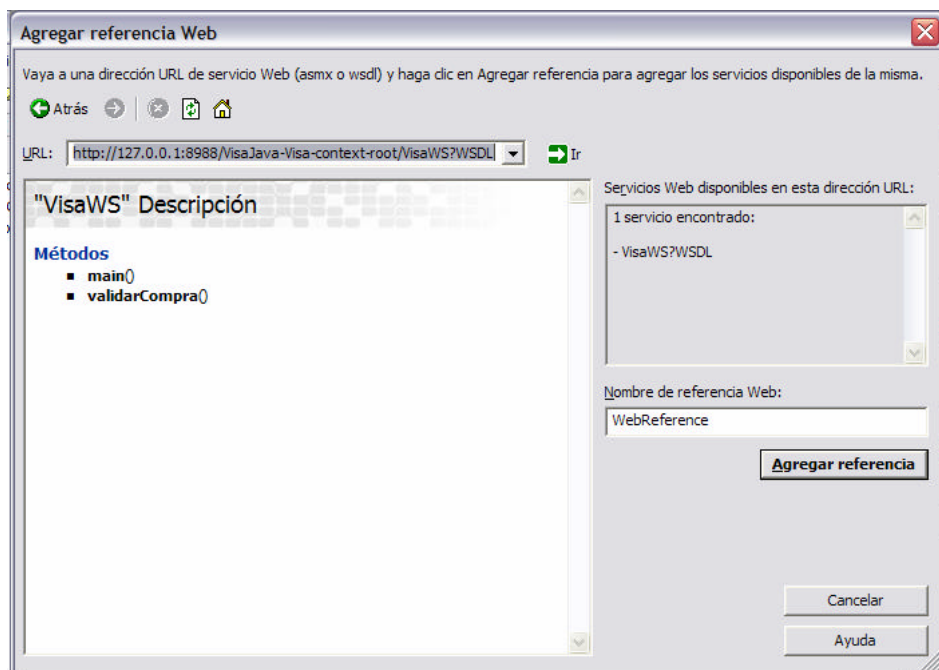 Agregar referencia Web
Vaya a una dirección URL de servicio Web (asmx o wsdl) y haga clic en Agregar referencia para agregar los servicios disponibles de la misma.
Atrás
URL: http://127.0.0.1:8988/VisaJava-Visa-context-root/VisaWS?WSDL Ir
"VisaWS" Descripción
Métodos
main()
validarCompra()
Servicios Web disponibles en esta dirección URL:
1 servicio encontrado:
- VisaWS?WSDL
Nombre de referencia Web:
WebReference
Agregar referencia
Cancelar
Ayuda